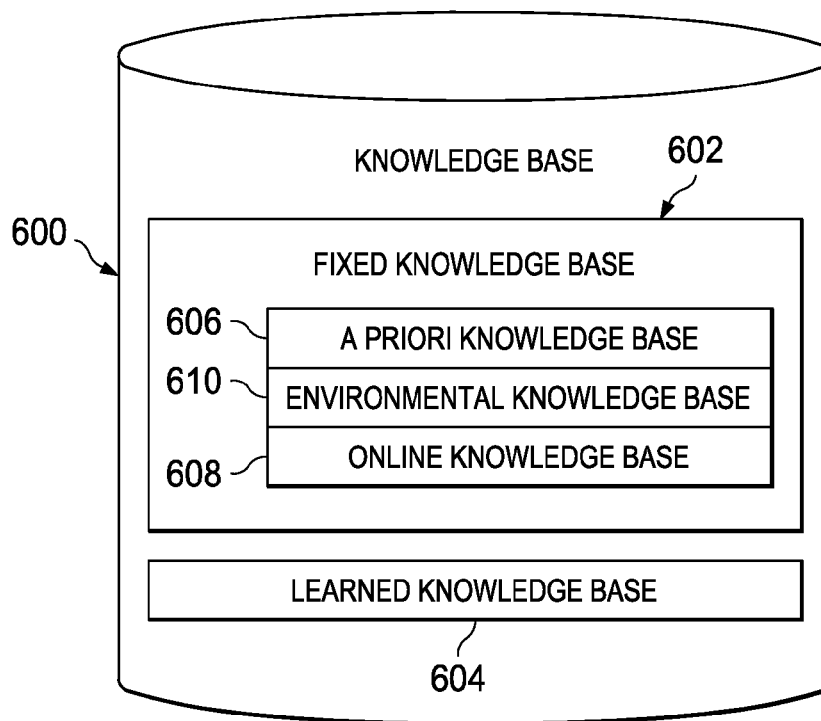 KNOWLEDGE BASE
602
600
FIXED KNOWLEDGE BASE
606
A PRIORI KNOWLEDGE BASE
610
ENVIRONMENTAL KNOWLEDGE BASE
608
ONLINE KNOWLEDGE BASE
LEARNED KNOWLEDGE BASE
604